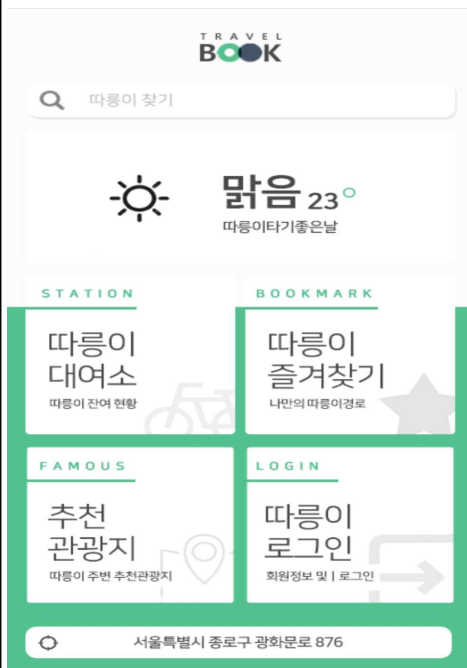 TRAVEL
BOOK
따릉이 찾기
맑음 23°
따릉이타기좋은날
STATION
따릉이
대여소
따릉이 잔여 현황
BOOKMARK
따릉이
즐겨찾기
나만의 따릉이경로
FAMOUS
추천
관광지
따릉이 주변 추천관광지
LOGIN
따릉이
로그인
회원정보 및 | 로그인
서울특별시 종로구 광화문로 876